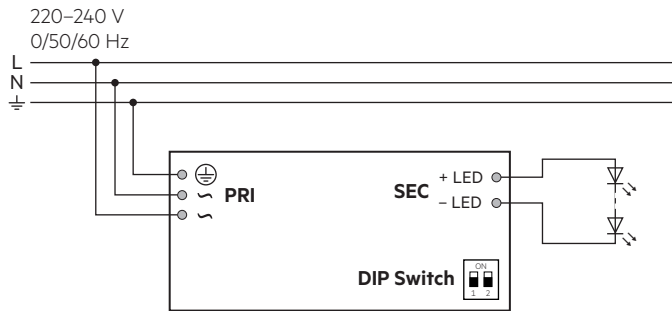 220–240 V
0/50/60 Hz
L
N
PRI
SEC
+ LED
– LED
DIP Switch
ON
1 2